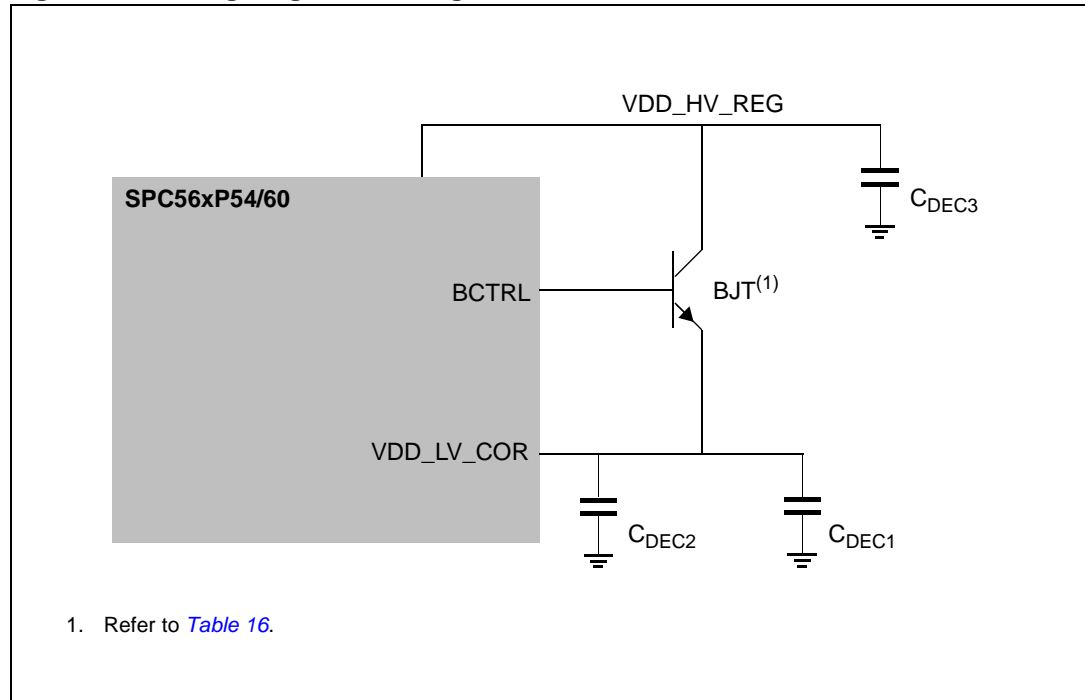 VDD_HV_REG
SPC56xP54/60
CDEC3
BCTRL
BJT(1)
VDD_LV_COR
CDEC2
CDEC1
1. Refer to Table 16.